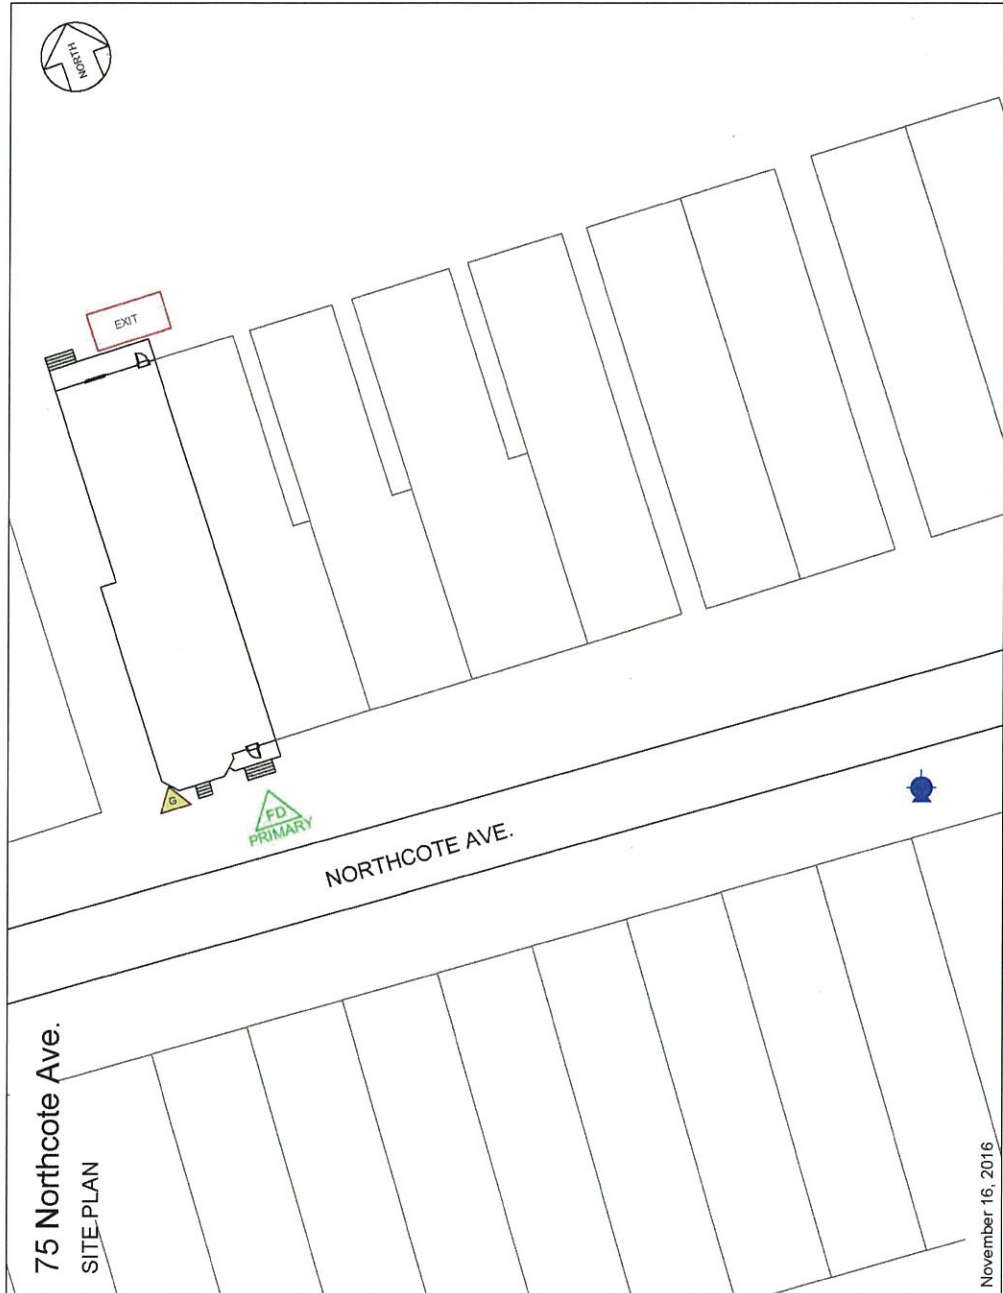 75 Northcote Ave.
SITE PLAN
NORTH
EXIT
G
FD
PRIMARY
NORTHCOTE AVE.
November 16, 2016